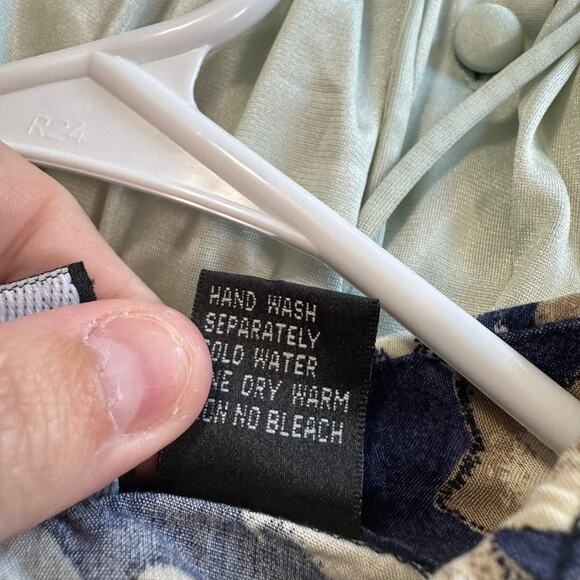 R24
HAND WASH
SEPARATELY
WATER
DRY WARM
NO BLEACH